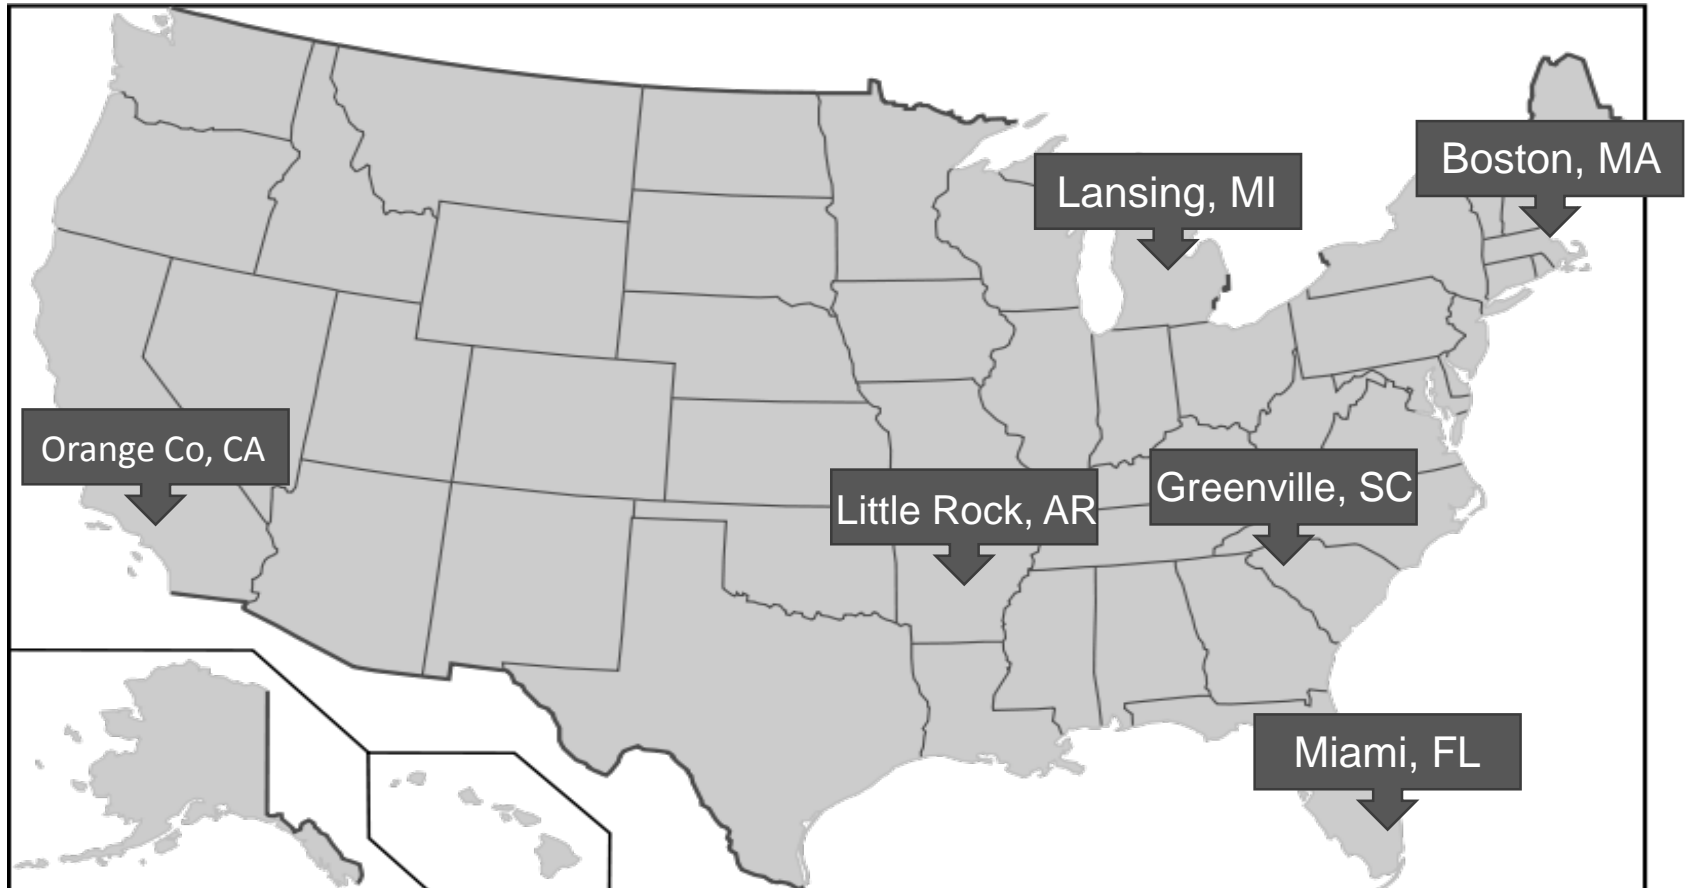 Boston, MA
Lansing, MI
Orange Co, CA
Greenville, SC
Little Rock, AR
Miami, FL